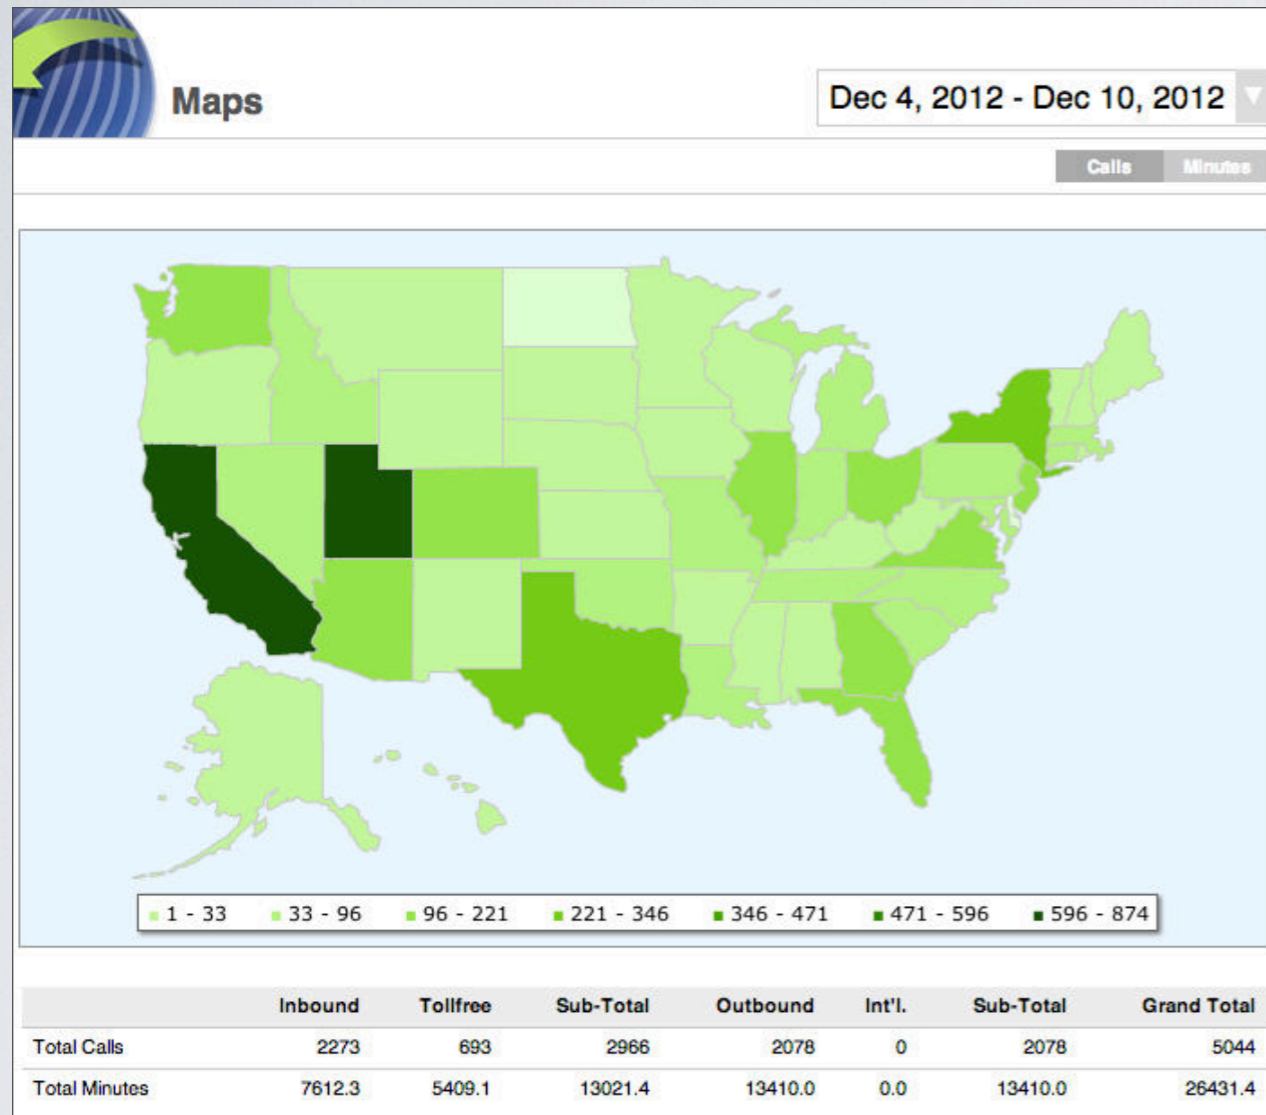 Maps
Dec 4, 2012 - Dec 10, 2012
Calls Minutes
1 - 33 33 - 96 96 - 221 221 - 346 346 - 471 471 - 596 596 - 874
Inbound Tollfree Sub-Total Outbound Int'l. Sub-Total Grand Total
Total Calls 2273 693 2966 2078 0 2078 5044
Total Minutes 7612.3 5409.1 13021.4 13410.0 0.0 13410.0 26431.4